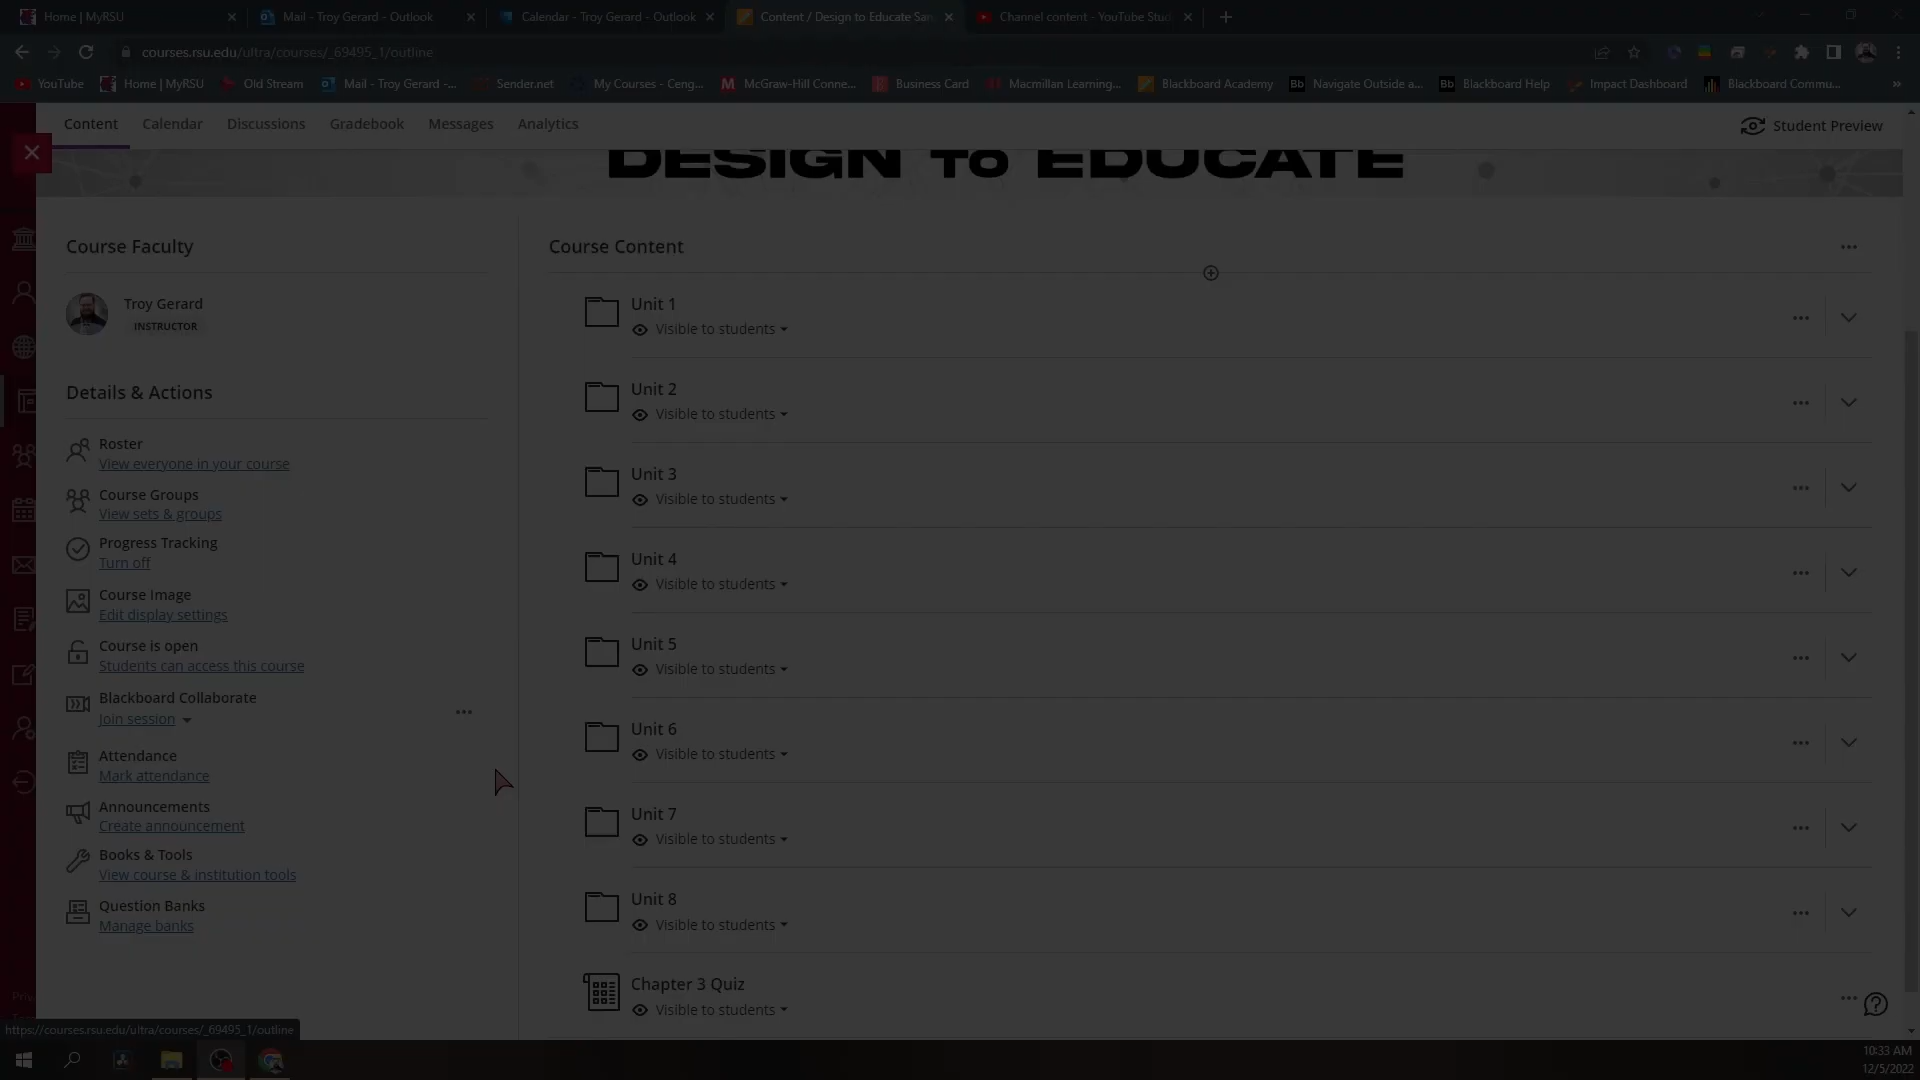 Home | MyRSU
Mail - Troy Gerard - Outlook
Calendar - Troy Gerard - Outlook
Content / Design to Educate San
Channel content - YouTube Stud
courses.rsu.edu/ultra/courses/_69495_1/outline
YouTube
Home | MyRSU
Old Stream
Mail - Troy Gerard -...
Sender.net
My Courses - Ceng...
McGraw-Hill Conne...
Business Card
Macmillan Learning...
Blackboard Academy
Navigate Outside a...
Blackboard Help
Impact Dashboard
Blackboard Commu...
»
Content
Calendar
Discussions
Gradebook
Messages
Analytics
Student Preview
DESIGN to EDUCATE
Course Faculty
Troy Gerard
INSTRUCTOR
Details & Actions
Roster
View everyone in your course
Course Groups
View sets & groups
Progress Tracking
Turn off
Course Image
Edit display settings
Course is open
Students can access this course
Blackboard Collaborate
Join session
Attendance
Mark attendance
Announcements
Create announcement
Books & Tools
View course & institution tools
Question Banks
Manage banks
Course Content
Unit 1
Visible to students
Unit 2
Visible to students
Unit 3
Visible to students
Unit 4
Visible to students
Unit 5
Visible to students
Unit 6
Visible to students
Unit 7
Visible to students
Unit 8
Visible to students
Chapter 3 Quiz
Visible to students
https://courses.rsu.edu/ultra/courses/_69495_1/outline
10:33 AM
12/5/2022